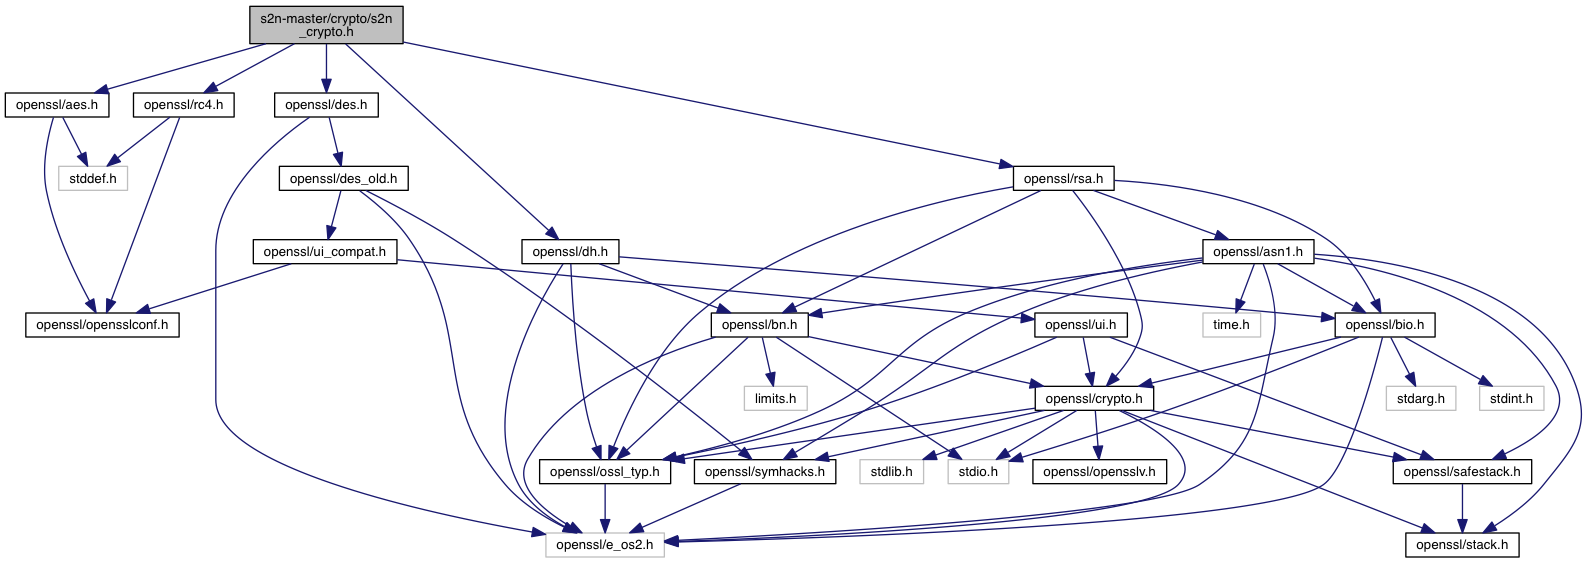 s2n-master/crypto/s2n
_crypto.h
openssl/aes.h
openssl/rc4.h
openssl/des.h
stddef.h
openssl/des_old.h
openssl/rsa.h
openssl/ui_compat.h
openssl/dh.h
openssl/asn1.h
openssl/opensslconf.h
openssl/bn.h
openssl/ui.h
time.h
openssl/bio.h
limits.h
openssl/crypto.h
stdarg.h
stdint.h
openssl/ossl_typ.h
openssl/symhacks.h
stdlib.h
stdio.h
openssl/opensslv.h
openssl/safestack.h
openssl/e_os2.h
openssl/stack.h